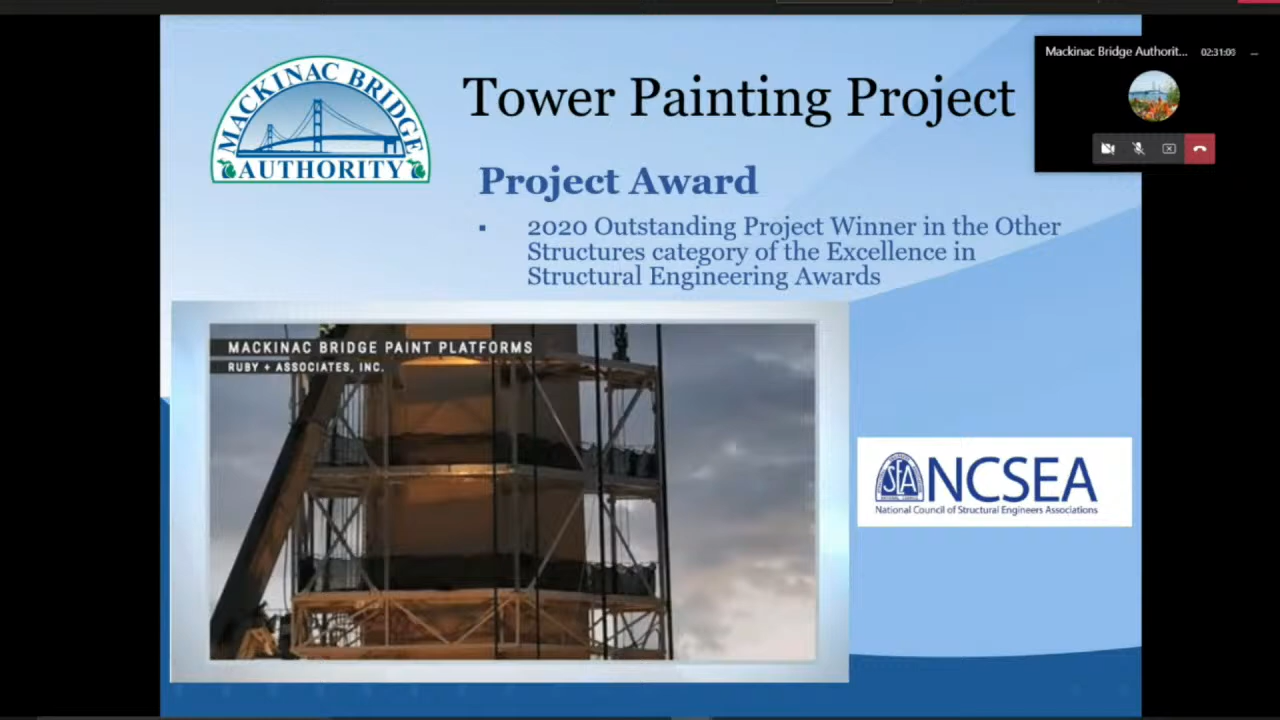 MACKINAC BRIDGE
AUTHORITY
Tower Painting Project
Mackinac Bridge Authorit...
02:31:00
Project Award
2020 Outstanding Project Winner in the Other
Structures category of the Excellence in
Structural Engineering Awards
MACKINAC BRIDGE PAINT PLATFORMS
RUBY + ASSOCIATES, INC.
SEA
NCSEA
National Council of Structural Engineers Associations